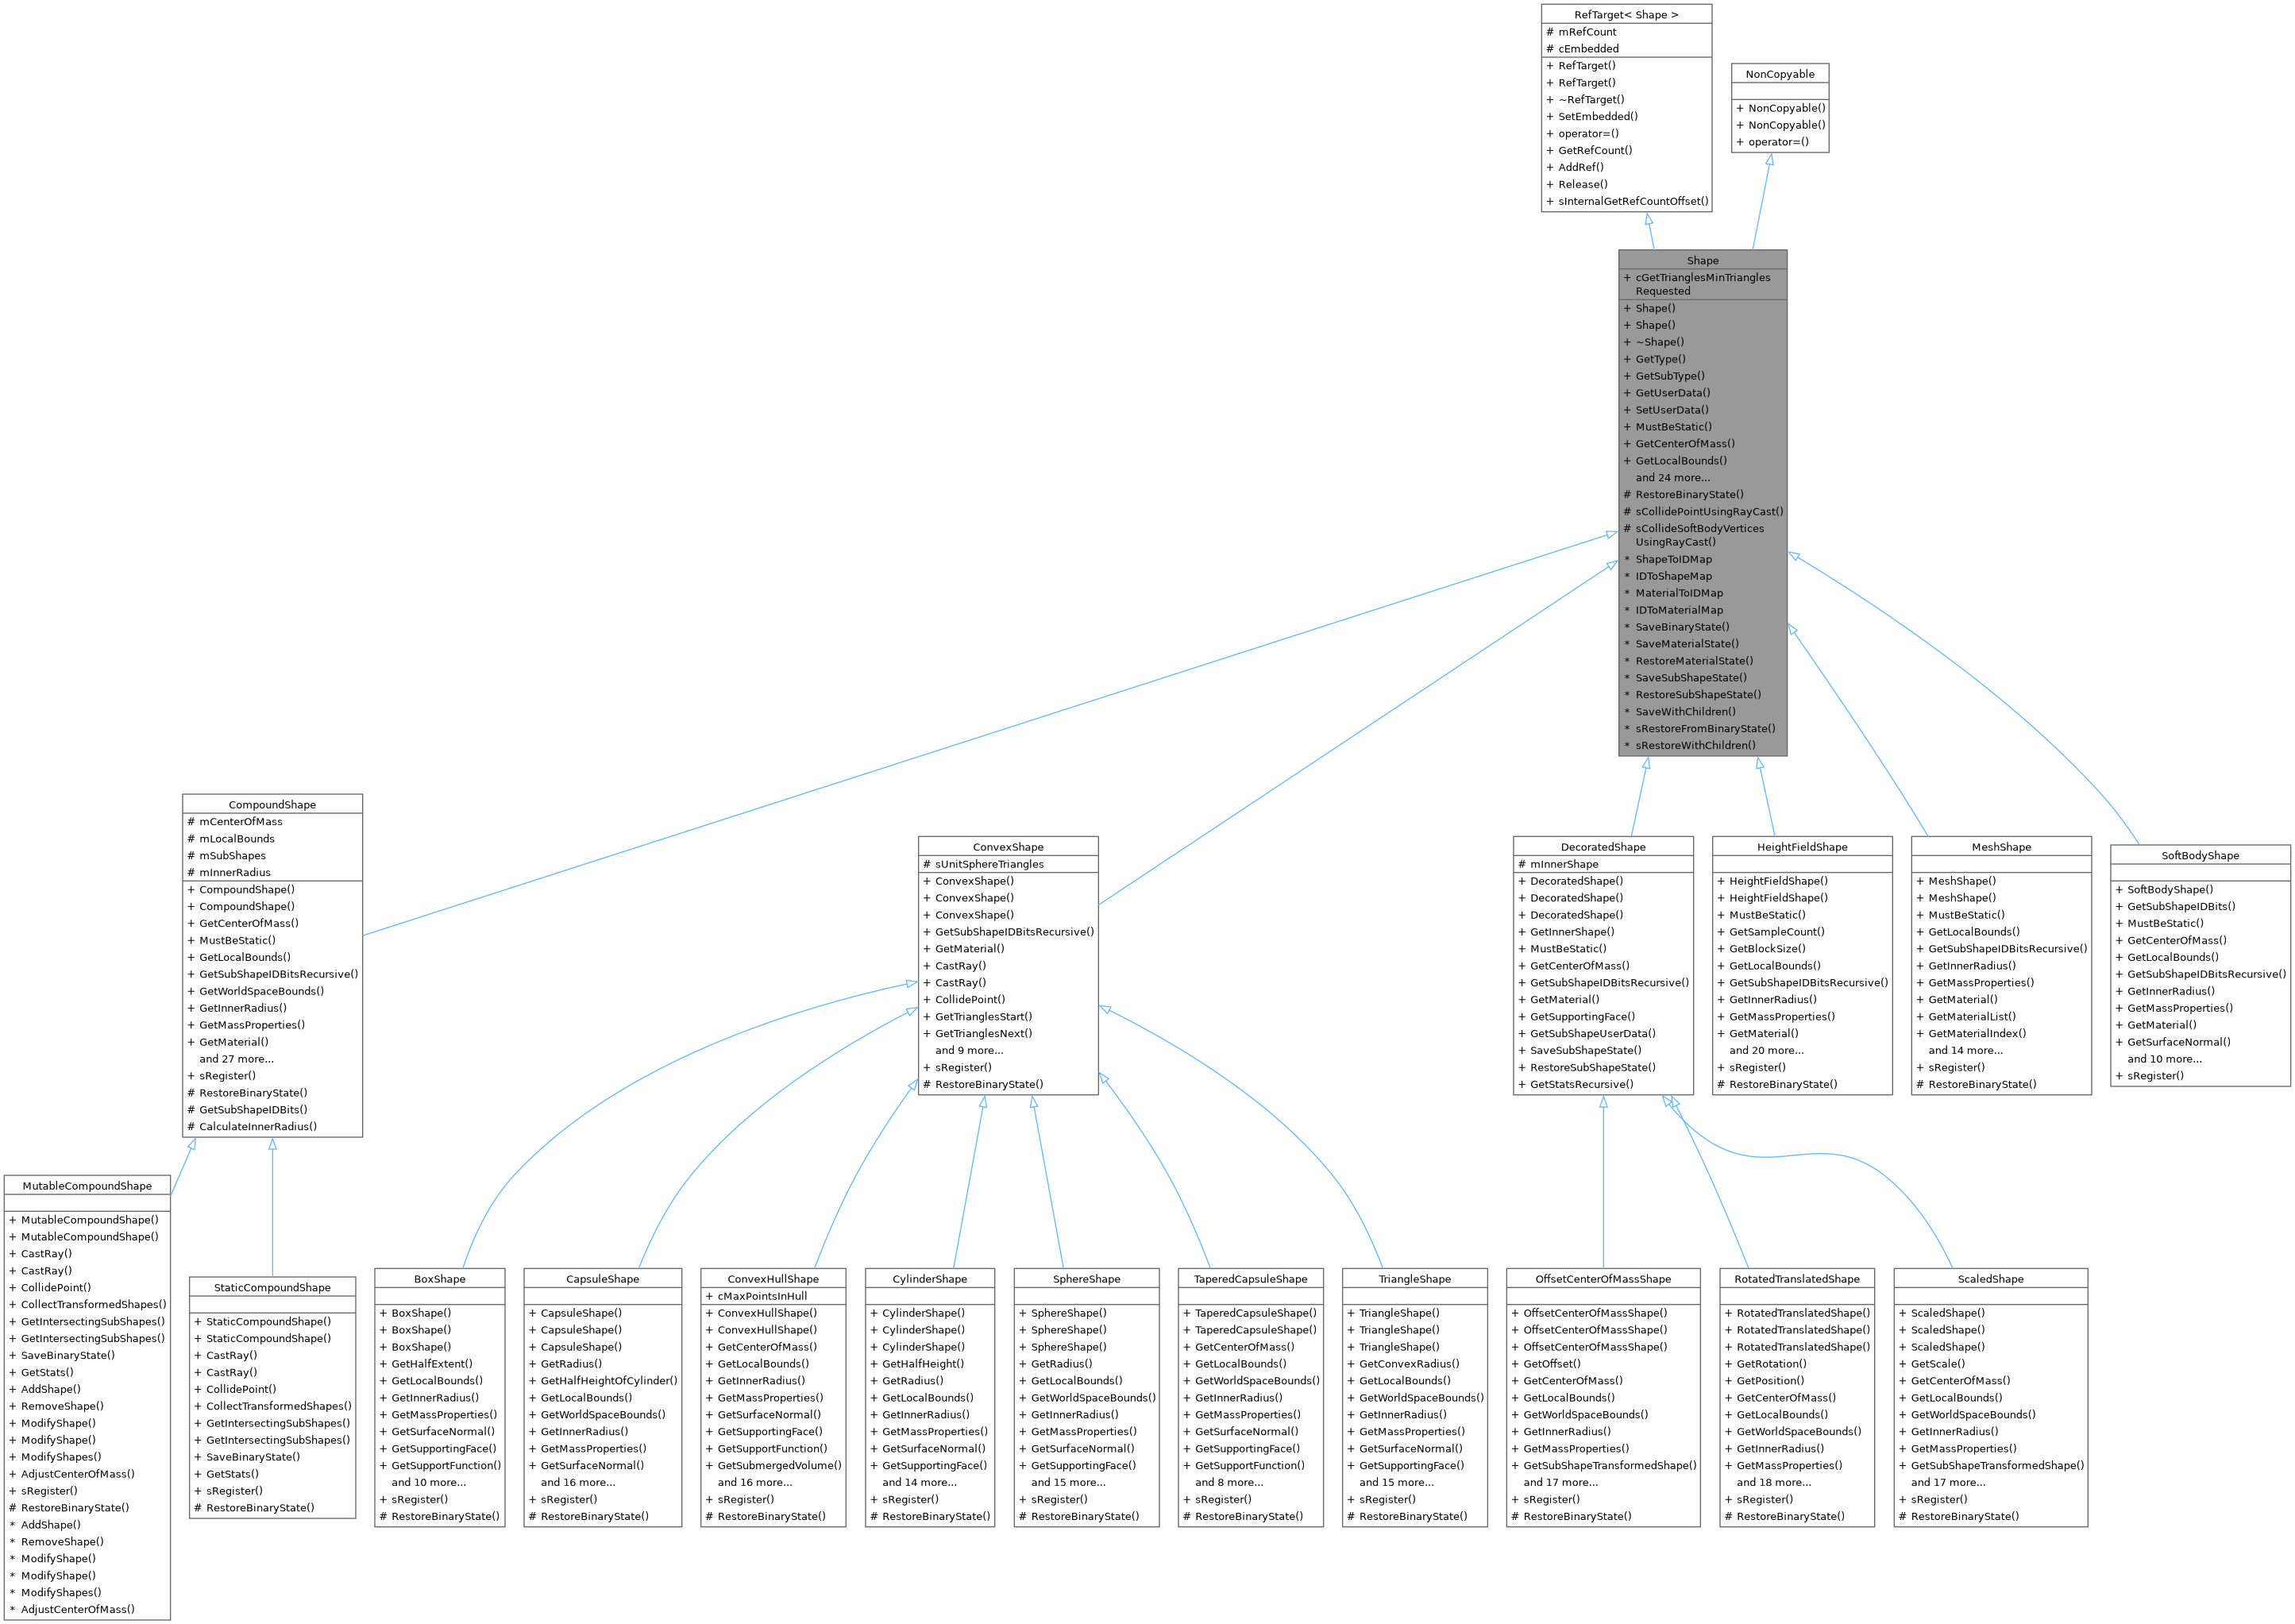 RefTarget< Shape >
# mRefCount
# cEmbedded
+ RefTarget()
+ RefTarget()
+ ~RefTarget()
+ SetEmbedded()
+ operator=()
+ GetRefCount()
+ AddRef()
+ Release()
+ sInternalGetRefCountOffset()
NonCopyable
+ NonCopyable()
+ NonCopyable()
+ operator=()
Shape
+ cGetTrianglesMinTriangles
Requested
+ Shape()
+ Shape()
+ ~Shape()
+ GetType()
+ GetSubType()
+ GetUserData()
+ SetUserData()
+ MustBeStatic()
+ GetCenterOfMass()
+ GetLocalBounds()
and 24 more...
# RestoreBinaryState()
# sCollidePointUsingRayCast()
# sCollideSoftBodyVertices
UsingRayCast()
* ShapeToIDMap
* IDToShapeMap
* MaterialToIDMap
* IDToMaterialMap
* SaveBinaryState()
* SaveMaterialState()
* RestoreMaterialState()
* SaveSubShapeState()
* RestoreSubShapeState()
* SaveWithChildren()
* sRestoreFromBinaryState()
* sRestoreWithChildren()
CompoundShape
# mCenterOfMass
# mLocalBounds
# mSubShapes
# mInnerRadius
+ CompoundShape()
+ CompoundShape()
+ GetCenterOfMass()
+ MustBeStatic()
+ GetLocalBounds()
+ GetSubShapeIDBitsRecursive()
+ GetWorldSpaceBounds()
+ GetInnerRadius()
+ GetMassProperties()
+ GetMaterial()
and 27 more...
+ sRegister()
# RestoreBinaryState()
# GetSubShapeIDBits()
# CalculateInnerRadius()
ConvexShape
# sUnitSphereTriangles
+ ConvexShape()
+ ConvexShape()
+ ConvexShape()
+ GetSubShapeIDBitsRecursive()
+ GetMaterial()
+ CastRay()
+ CastRay()
+ CollidePoint()
+ GetTrianglesStart()
+ GetTrianglesNext()
and 9 more...
+ sRegister()
# RestoreBinaryState()
DecoratedShape
# mInnerShape
+ DecoratedShape()
+ DecoratedShape()
+ DecoratedShape()
+ GetInnerShape()
+ MustBeStatic()
+ GetCenterOfMass()
+ GetSubShapeIDBitsRecursive()
+ GetMaterial()
+ GetSupportingFace()
+ GetSubShapeUserData()
+ SaveSubShapeState()
+ RestoreSubShapeState()
+ GetStatsRecursive()
HeightFieldShape
+ HeightFieldShape()
+ HeightFieldShape()
+ MustBeStatic()
+ GetSampleCount()
+ GetBlockSize()
+ GetLocalBounds()
+ GetSubShapeIDBitsRecursive()
+ GetInnerRadius()
+ GetMassProperties()
+ GetMaterial()
and 20 more...
+ sRegister()
# RestoreBinaryState()
MeshShape
+ MeshShape()
+ MeshShape()
+ MustBeStatic()
+ GetLocalBounds()
+ GetSubShapeIDBitsRecursive()
+ GetInnerRadius()
+ GetMassProperties()
+ GetMaterial()
+ GetMaterialList()
+ GetMaterialIndex()
and 14 more...
+ sRegister()
# RestoreBinaryState()
SoftBodyShape
+ SoftBodyShape()
+ GetSubShapeIDBits()
+ MustBeStatic()
+ GetCenterOfMass()
+ GetLocalBounds()
+ GetSubShapeIDBitsRecursive()
+ GetInnerRadius()
+ GetMassProperties()
+ GetMaterial()
+ GetSurfaceNormal()
and 10 more...
+ sRegister()
MutableCompoundShape
+ MutableCompoundShape()
+ MutableCompoundShape()
+ CastRay()
+ CastRay()
+ CollidePoint()
+ CollectTransformedShapes()
+ GetIntersectingSubShapes()
+ GetIntersectingSubShapes()
+ SaveBinaryState()
+ GetStats()
+ AddShape()
+ RemoveShape()
+ ModifyShape()
+ ModifyShape()
+ ModifyShapes()
+ AdjustCenterOfMass()
+ sRegister()
# RestoreBinaryState()
* AddShape()
* RemoveShape()
* ModifyShape()
* ModifyShape()
* ModifyShapes()
* AdjustCenterOfMass()
StaticCompoundShape
+ StaticCompoundShape()
+ StaticCompoundShape()
+ CastRay()
+ CastRay()
+ CollidePoint()
+ CollectTransformedShapes()
+ GetIntersectingSubShapes()
+ GetIntersectingSubShapes()
+ SaveBinaryState()
+ GetStats()
+ sRegister()
# RestoreBinaryState()
BoxShape
+ BoxShape()
+ BoxShape()
+ BoxShape()
+ GetHalfExtent()
+ GetLocalBounds()
+ GetInnerRadius()
+ GetMassProperties()
+ GetSurfaceNormal()
+ GetSupportingFace()
+ GetSupportFunction()
and 10 more...
+ sRegister()
# RestoreBinaryState()
CapsuleShape
+ CapsuleShape()
+ CapsuleShape()
+ CapsuleShape()
+ GetRadius()
+ GetHalfHeightOfCylinder()
+ GetLocalBounds()
+ GetWorldSpaceBounds()
+ GetInnerRadius()
+ GetMassProperties()
+ GetSurfaceNormal()
and 16 more...
+ sRegister()
# RestoreBinaryState()
ConvexHullShape
+ cMaxPointsInHull
+ ConvexHullShape()
+ ConvexHullShape()
+ GetCenterOfMass()
+ GetLocalBounds()
+ GetInnerRadius()
+ GetMassProperties()
+ GetSurfaceNormal()
+ GetSupportingFace()
+ GetSupportFunction()
+ GetSubmergedVolume()
and 16 more...
+ sRegister()
# RestoreBinaryState()
CylinderShape
+ CylinderShape()
+ CylinderShape()
+ CylinderShape()
+ GetHalfHeight()
+ GetRadius()
+ GetLocalBounds()
+ GetInnerRadius()
+ GetMassProperties()
+ GetSurfaceNormal()
+ GetSupportingFace()
and 14 more...
+ sRegister()
# RestoreBinaryState()
SphereShape
+ SphereShape()
+ SphereShape()
+ SphereShape()
+ GetRadius()
+ GetLocalBounds()
+ GetWorldSpaceBounds()
+ GetInnerRadius()
+ GetMassProperties()
+ GetSurfaceNormal()
+ GetSupportingFace()
and 15 more...
+ sRegister()
# RestoreBinaryState()
TaperedCapsuleShape
+ TaperedCapsuleShape()
+ TaperedCapsuleShape()
+ GetCenterOfMass()
+ GetLocalBounds()
+ GetWorldSpaceBounds()
+ GetInnerRadius()
+ GetMassProperties()
+ GetSurfaceNormal()
+ GetSupportingFace()
+ GetSupportFunction()
and 8 more...
+ sRegister()
# RestoreBinaryState()
TriangleShape
+ TriangleShape()
+ TriangleShape()
+ TriangleShape()
+ GetConvexRadius()
+ GetLocalBounds()
+ GetWorldSpaceBounds()
+ GetInnerRadius()
+ GetMassProperties()
+ GetSurfaceNormal()
+ GetSupportingFace()
and 15 more...
+ sRegister()
# RestoreBinaryState()
OffsetCenterOfMassShape
+ OffsetCenterOfMassShape()
+ OffsetCenterOfMassShape()
+ OffsetCenterOfMassShape()
+ GetOffset()
+ GetCenterOfMass()
+ GetLocalBounds()
+ GetWorldSpaceBounds()
+ GetInnerRadius()
+ GetMassProperties()
+ GetSubShapeTransformedShape()
and 17 more...
+ sRegister()
# RestoreBinaryState()
RotatedTranslatedShape
+ RotatedTranslatedShape()
+ RotatedTranslatedShape()
+ RotatedTranslatedShape()
+ GetRotation()
+ GetPosition()
+ GetCenterOfMass()
+ GetLocalBounds()
+ GetWorldSpaceBounds()
+ GetInnerRadius()
+ GetMassProperties()
and 18 more...
+ sRegister()
# RestoreBinaryState()
ScaledShape
+ ScaledShape()
+ ScaledShape()
+ ScaledShape()
+ GetScale()
+ GetCenterOfMass()
+ GetLocalBounds()
+ GetWorldSpaceBounds()
+ GetInnerRadius()
+ GetMassProperties()
+ GetSubShapeTransformedShape()
and 17 more...
+ sRegister()
# RestoreBinaryState()